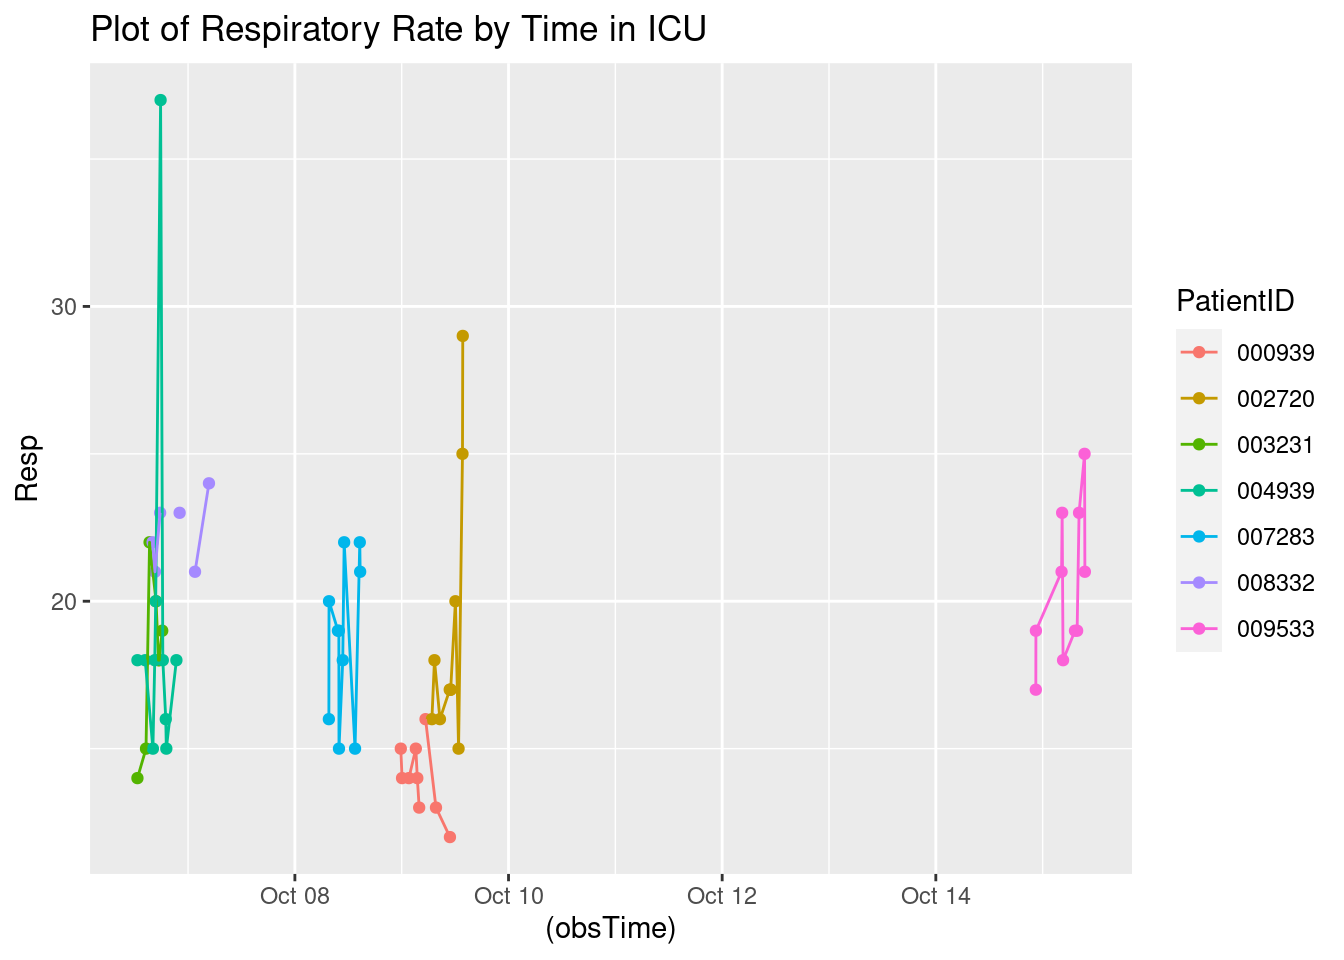 Plot of Respiratory Rate by Time in ICU
Resp
30
20
Oct 08
Oct 10
Oct 12
Oct 14
(obsTime)
PatientID
000939
002720
003231
004939
007283
008332
009533